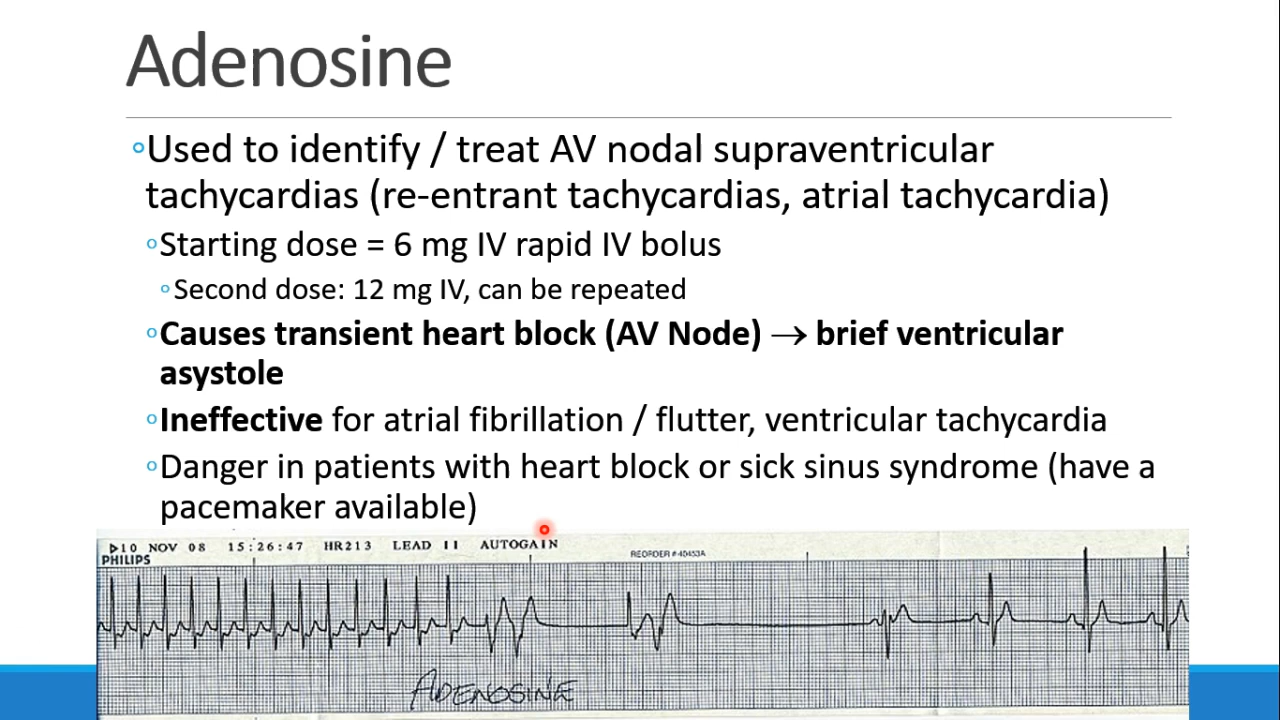 Adenosine
Used to identify / treat AV nodal supraventricular
tachycardias (re-entrant tachycardias, atrial tachycardia)
Starting dose = 6 mg IV rapid IV bolus
Second dose: 12 mg IV, can be repeated
Causes transient heart block (AV Node) → brief ventricular
asystole
Ineffective for atrial fibrillation / flutter, ventricular tachycardia
Danger in patients with heart block or sick sinus syndrome (have a
pacemaker available)
10 NOV 08 15:26:47 HR213 LEAD II AUTOGAIN
PHILIPS REORDER # 40453A
ADENOSINE